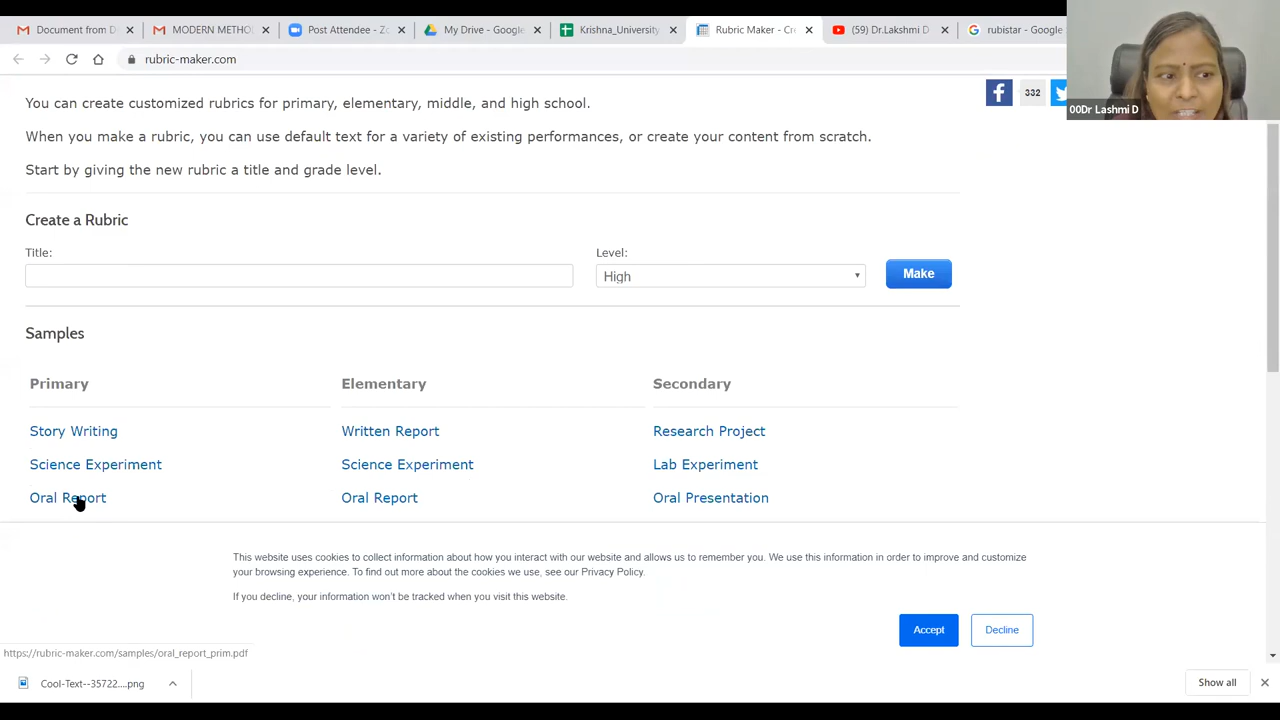 Document from D
MODERN METHO
Post Attendee - Zo
My Drive - Google
Krishna_University
Rubric Maker - Cre
(59) Dr.Lakshmi D
rubistar - Google
rubric-maker.com
00Dr Lashmi D
332
You can create customized rubrics for primary, elementary, middle, and high school.
When you make a rubric, you can use default text for a variety of existing performances, or create your content from scratch.
Start by giving the new rubric a title and grade level.
Create a Rubric
Title:
Level:
High
Make
Samples
Primary
Elementary
Secondary
Story Writing
Written Report
Research Project
Science Experiment
Science Experiment
Lab Experiment
Oral Report
Oral Report
Oral Presentation
This website uses cookies to collect information about how you interact with our website and allows us to remember you. We use this information in order to improve and customize
your browsing experience. To find out more about the cookies we use, see our Privacy Policy.
If you decline, your information won't be tracked when you visit this website.
Accept
Decline
https://rubric-maker.com/samples/oral_report_prim.pdf
Cool-Text--35722....png
Show all